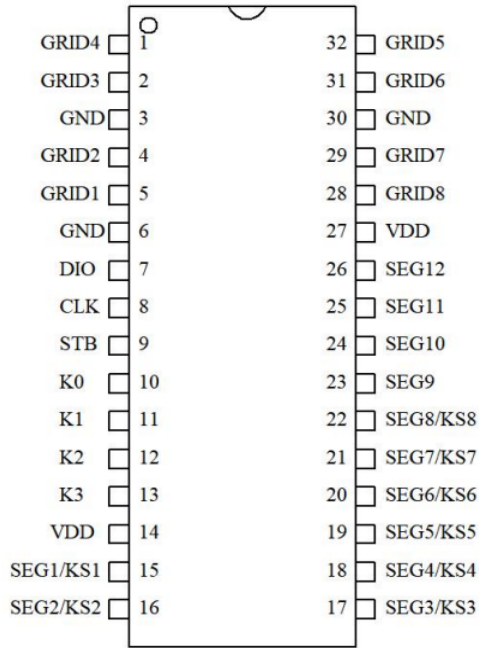 GRID4 1 32 GRID5
GRID3 2 31 GRID6
GND 3 30 GND
GRID2 4 29 GRID7
GRID1 5 28 GRID8
GND 6 27 VDD
DIO 7 26 SEG12
CLK 8 25 SEG11
STB 9 24 SEG10
K0 10 23 SEG9
K1 11 22 SEG8/KS8
K2 12 21 SEG7/KS7
K3 13 20 SEG6/KS6
VDD 14 19 SEG5/KS5
SEG1/KS1 15 18 SEG4/KS4
SEG2/KS2 16 17 SEG3/KS3